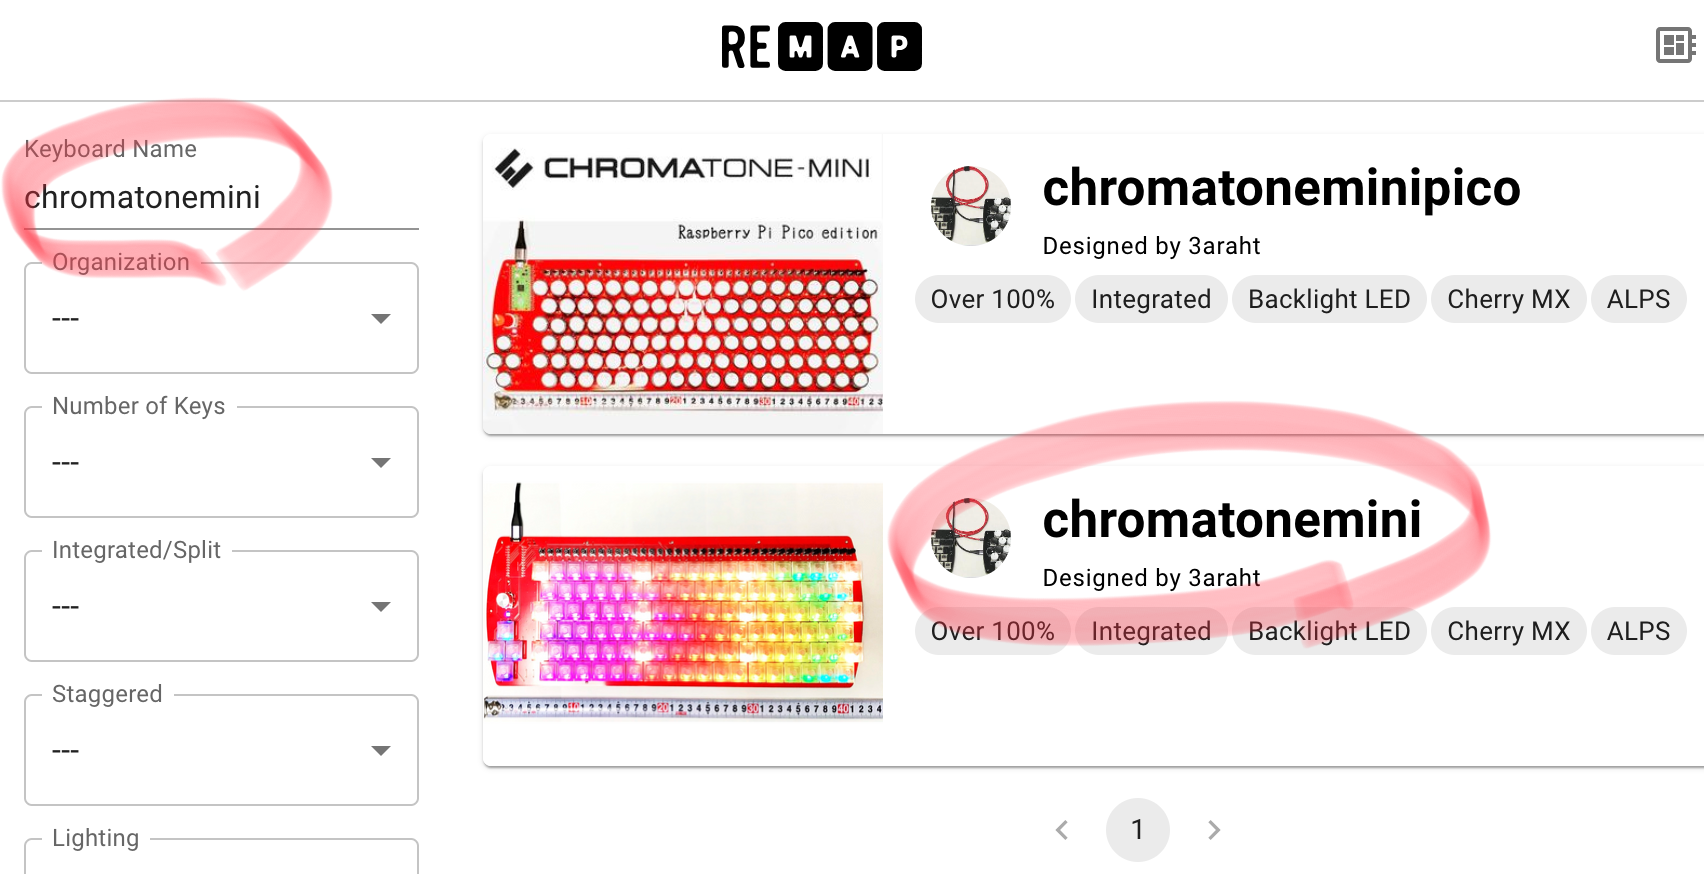 REMAP
Keyboard Name
chromatonemini
Organization
---
Number of Keys
---
Integrated/Split
---
Staggered
---
Lighting
CHROMATONE-MINI
Raspberry Pi Pico edition
chromatoneminipico
Designed by 3araht
Over 100% Integrated Backlight LED Cherry MX ALPS
chromatonemini
Designed by 3araht
Over 100% Integrated Backlight LED Cherry MX ALPS
1